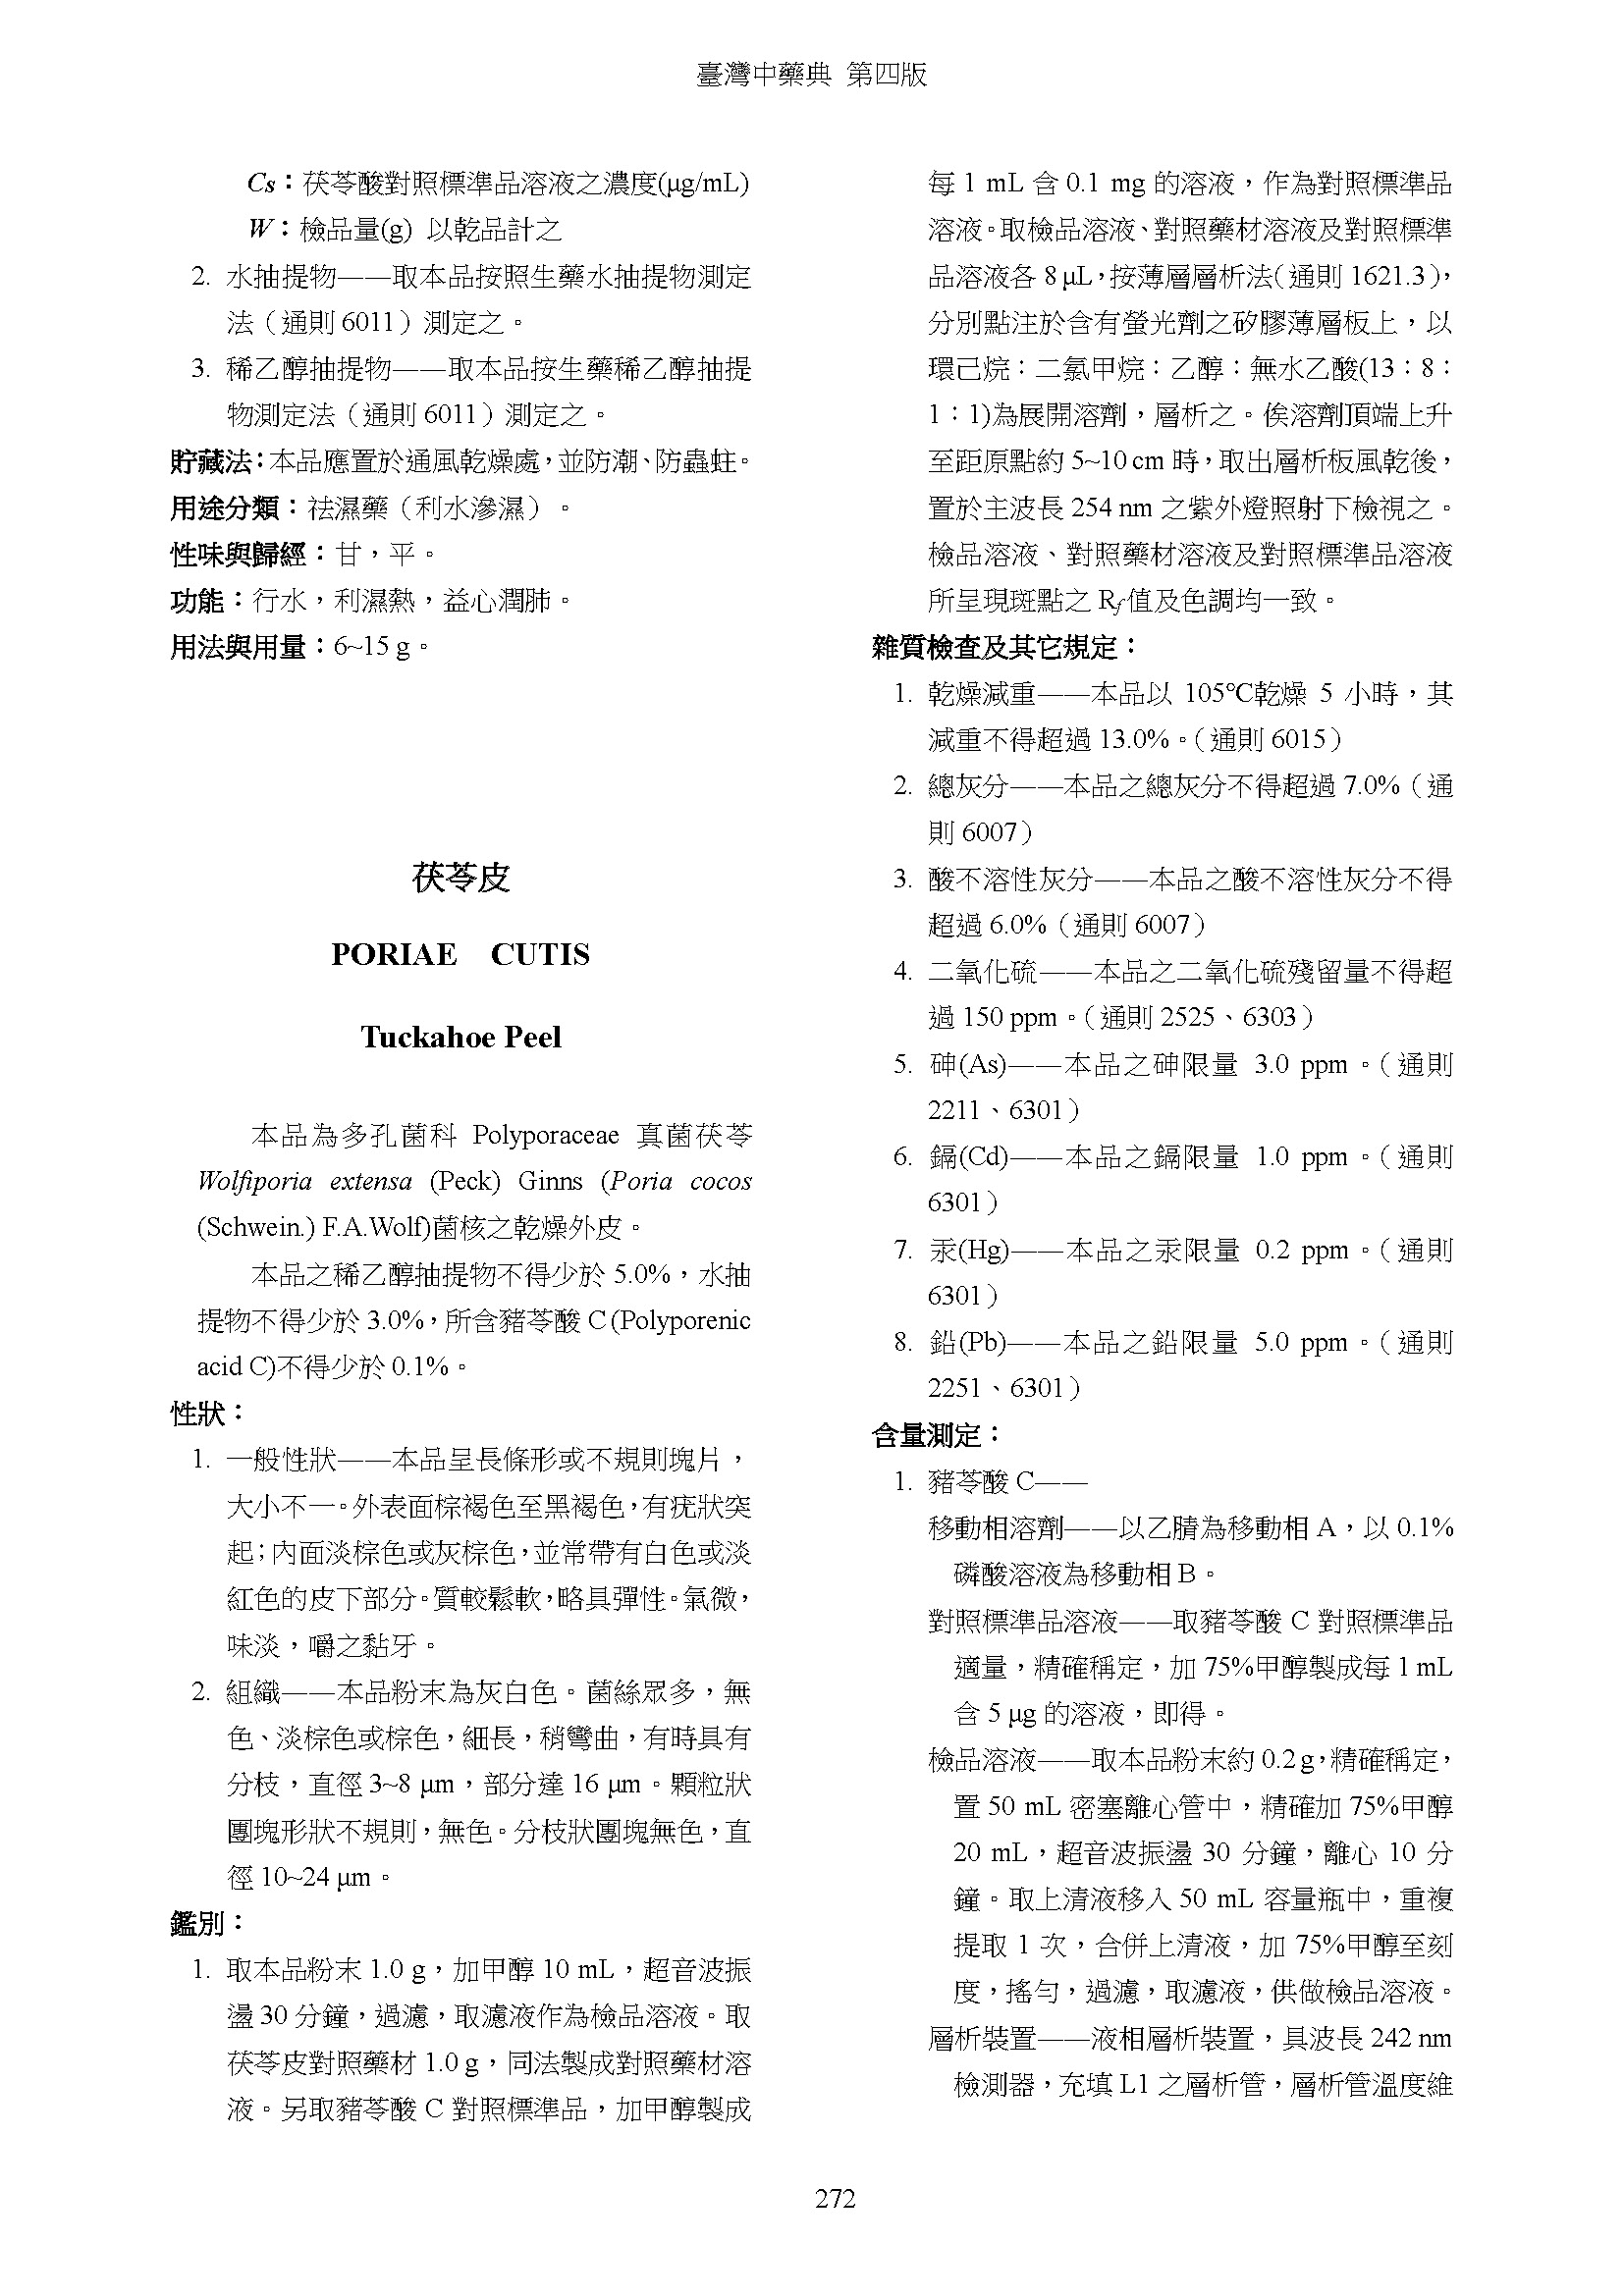 臺灣中藥典 第四版
Cs：茯苓酸對照標準品溶液之濃度(μg/mL)
W：檢品量(g) 以乾品計之
2. 水抽提物——取本品按照生藥水抽提物測定
法（通則 6011）測定之。
3. 稀乙醇抽提物——取本品按生藥稀乙醇抽提
物測定法（通則 6011）測定之。
貯藏法：本品應置於通風乾燥處，並防潮、防蟲蛀。
用途分類：祛濕藥（利水滲濕）。
性味與歸經：甘，平。
功能：行水，利濕熱，益心潤肺。
用法與用量：6~15 g。
茯苓皮
PORIAE CUTIS
Tuckahoe Peel
本品為多孔菌科 Polyporaceae 真菌茯苓
Wolfiporia extensa (Peck) Ginns (Poria cocos
(Schwein.) F.A.Wolf)菌核之乾燥外皮。
本品之稀乙醇抽提物不得少於 5.0%，水抽
提物不得少於 3.0%，所含豬苓酸 C (Polyporenic
acid C)不得少於 0.1%。
性狀：
1. 一般性狀——本品呈長條形或不規則塊片，
大小不一。外表面棕褐色至黑褐色，有疣狀突
起；內面淡棕色或灰棕色，並常帶有白色或淡
紅色的皮下部分。質較鬆軟，略具彈性。氣微，
味淡，嚼之黏牙。
2. 組織——本品粉末為灰白色。菌絲眾多，無
色、淡棕色或棕色，細長，稍彎曲，有時具有
分枝，直徑 3~8 μm，部分達 16 μm。顆粒狀
團塊形狀不規則，無色。分枝狀團塊無色，直
徑 10~24 μm。
鑑別：
1. 取本品粉末 1.0 g，加甲醇 10 mL，超音波振
盪 30 分鐘，過濾，取濾液作為檢品溶液。取
茯苓皮對照藥材 1.0 g，同法製成對照藥材溶
液。另取豬苓酸 C 對照標準品，加甲醇製成
每 1 mL 含 0.1 mg 的溶液，作為對照標準品
溶液。取檢品溶液、對照藥材溶液及對照標準
品溶液各 8 μL，按薄層層析法（通則 1621.3），
分別點注於含有螢光劑之矽膠薄層板上，以
環己烷：二氯甲烷：乙醇：無水乙酸(13：8：
1：1)為展開溶劑，層析之。俟溶劑頂端上升
至距原點約 5~10 cm 時，取出層析板風乾後，
置於主波長 254 nm 之紫外燈照射下檢視之。
檢品溶液、對照藥材溶液及對照標準品溶液
所呈現斑點之 Rf 值及色調均一致。
雜質檢查及其它規定：
1. 乾燥減重——本品以 105℃乾燥 5 小時，其
減重不得超過 13.0%。（通則 6015）
2. 總灰分——本品之總灰分不得超過 7.0%（通
則 6007）
3. 酸不溶性灰分——本品之酸不溶性灰分不得
超過 6.0%（通則 6007）
4. 二氧化硫——本品之二氧化硫殘留量不得超
過 150 ppm。（通則 2525、6303）
5. 砷(As)——本品之砷限量 3.0 ppm。（通則
2211、6301）
6. 鎘(Cd)——本品之鎘限量 1.0 ppm。（通則
6301）
7. 汞(Hg)——本品之汞限量 0.2 ppm。（通則
6301）
8. 鉛(Pb)——本品之鉛限量 5.0 ppm。（通則
2251、6301）
含量測定：
1. 豬苓酸 C——
移動相溶劑——以乙腈為移動相 A，以 0.1%
磷酸溶液為移動相 B。
對照標準品溶液——取豬苓酸 C 對照標準品
適量，精確稱定，加 75%甲醇製成每 1 mL
含 5 μg 的溶液，即得。
檢品溶液——取本品粉末約 0.2 g，精確稱定，
置 50 mL 密塞離心管中，精確加 75%甲醇
20 mL，超音波振盪 30 分鐘，離心 10 分
鐘。取上清液移入 50 mL 容量瓶中，重複
提取 1 次，合併上清液，加 75%甲醇至刻
度，搖勻，過濾，取濾液，供做檢品溶液。
層析裝置——液相層析裝置，具波長 242 nm
檢測器，充填 L1 之層析管，層析管溫度維
272